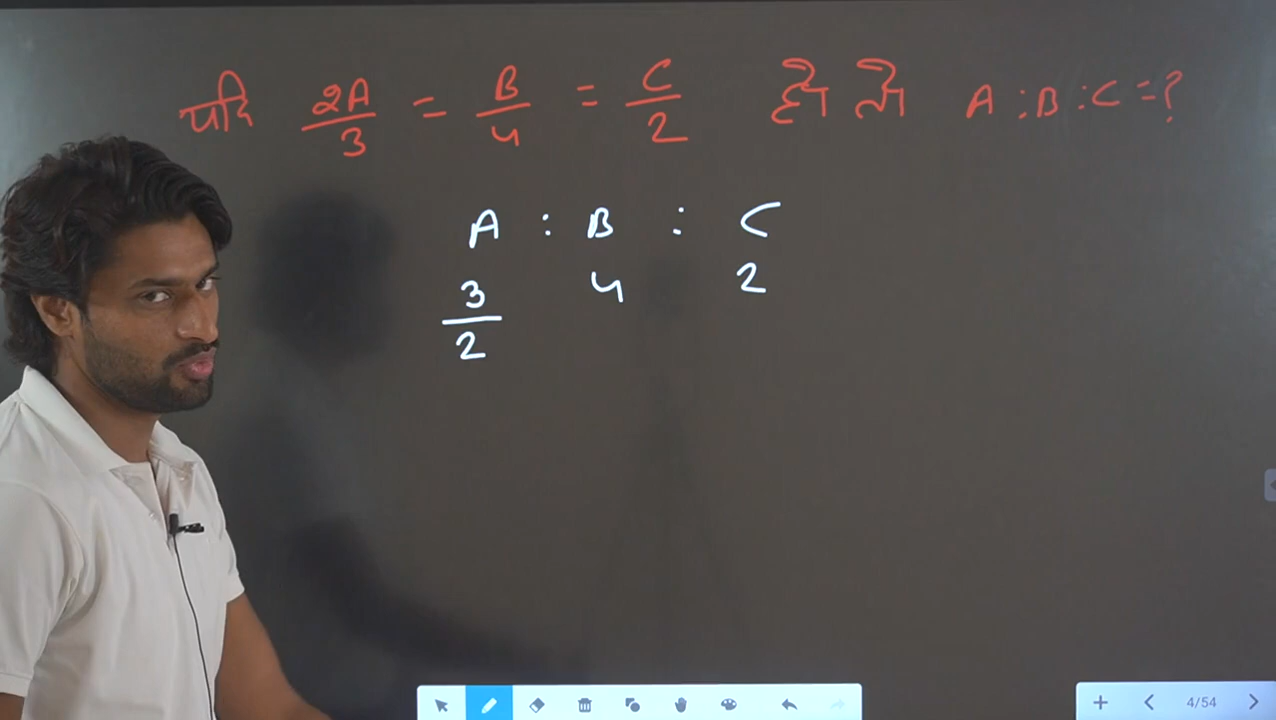 यदि 2A/3 = B/4 = C/2 हो तो A : B : C = ?
A : B : C
3/2 4 2
4/54